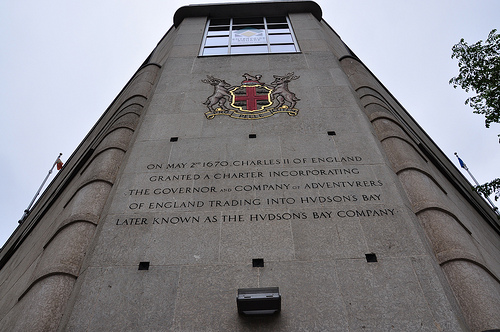 ON MAY 2ND 1670 : CHARLES II OF ENGLAND
GRANTED A CHARTER INCORPORATING
THE GOVERNOR AND COMPANY OF ADVENTVRERS
OF ENGLAND TRADING INTO HVDSONS BAY
LATER KNOWN AS THE HVDSONS BAY COMPANY